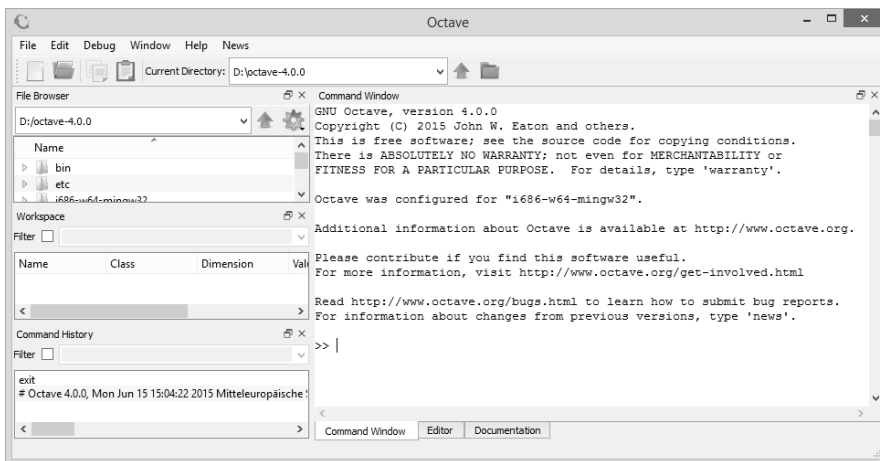 Octave
File Edit Debug Window Help News
Current Directory: D:\octave-4.0.0
File Browser
D:/octave-4.0.0
Name
bin
etc
i686-w64-mingw32
Workspace
Filter
Name Class Dimension Valu
Command History
Filter
exit
# Octave 4.0.0, Mon Jun 15 15:04:22 2015 Mitteleuropäische
Command Window
GNU Octave, version 4.0.0
Copyright (C) 2015 John W. Eaton and others.
This is free software; see the source code for copying conditions.
There is ABSOLUTELY NO WARRANTY; not even for MERCHANTABILITY or
FITNESS FOR A PARTICULAR PURPOSE.  For details, type 'warranty'.
Octave was configured for "i686-w64-mingw32".
Additional information about Octave is available at http://www.octave.org.
Please contribute if you find this software useful.
For more information, visit http://www.octave.org/get-involved.html
Read http://www.octave.org/bugs.html to learn how to submit bug reports.
For information about changes from previous versions, type 'news'.
>>
Command Window Editor Documentation